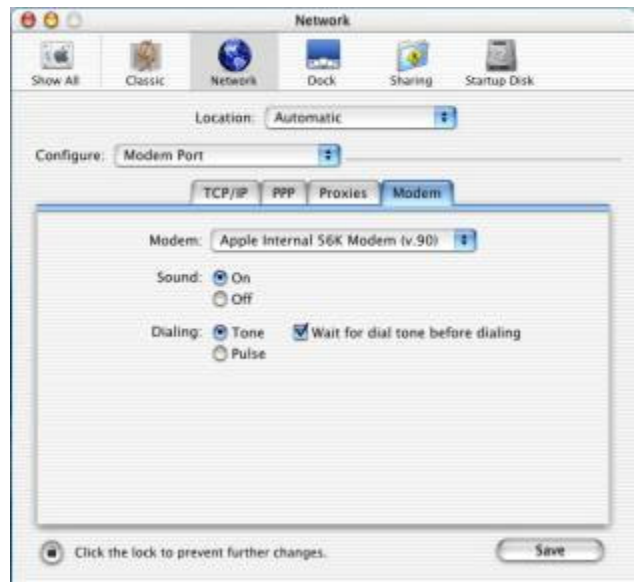 Network
Show All Classic Network Dock Sharing Startup Disk
Location: Automatic
Configure: Modem Port
TCP/IP PPP Proxies Modem
Modem: Apple Internal 56K Modem (v.90)
Sound: On
Off
Dialing: Tone Wait for dial tone before dialing
Pulse
Click the lock to prevent further changes. Save